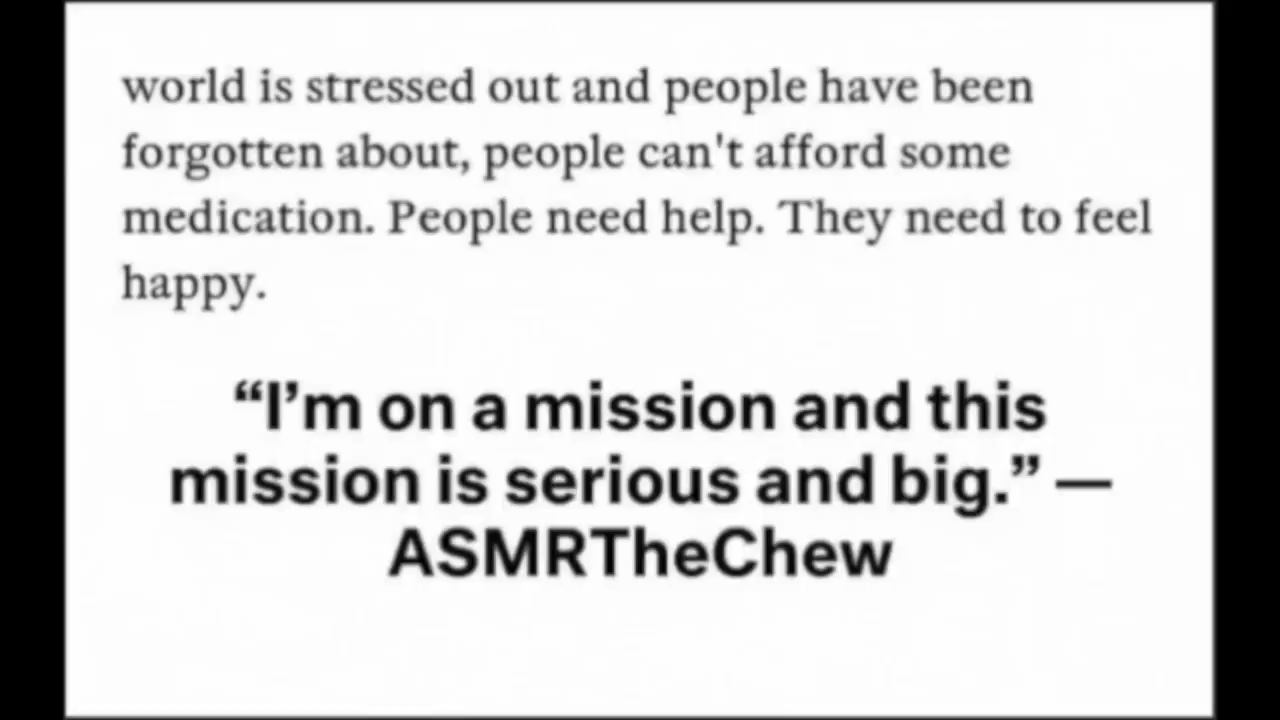 world is stressed out and people have been
forgotten about, people can't afford some
medication. People need help. They need to feel
happy.
“I’m on a mission and this
mission is serious and big.” —
ASMRTheChew